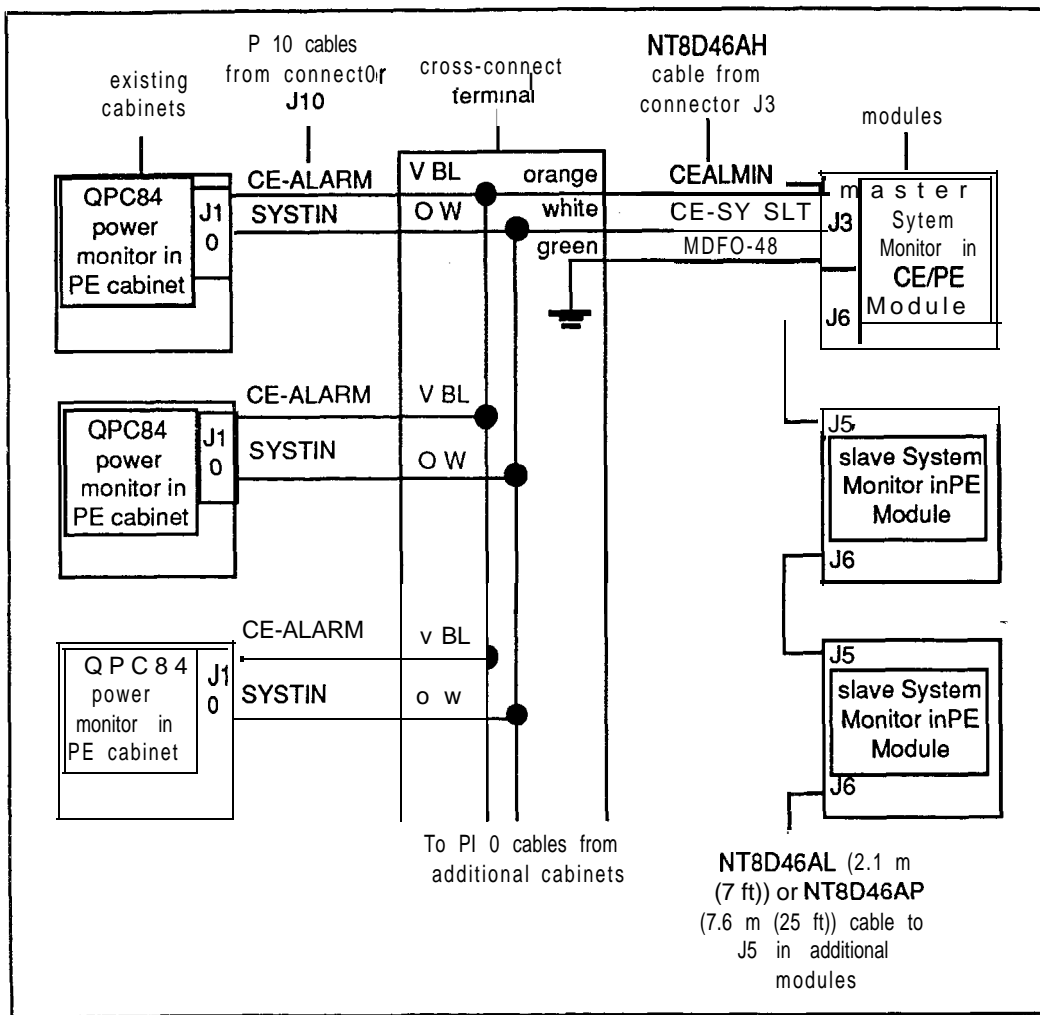 existing
cabinets
P 10 cables
from connect0r
J10
cross-connect
terminal
NT8D46AH
cable from
connector J3
modules
QPC84
power
monitor in
PE cabinet
J1
0
CE-ALARM
SYSTIN
V BL
O W
orange
white
green
CEALMIN
CE-SY SLT
MDFO-48
master
Sytem
Monitor in
CE/PE
Module
J3
J6
QPC84
power
monitor in
PE cabinet
J1
0
CE-ALARM
SYSTIN
V BL
O W
J5
slave System
Monitor inPE
Module
J6
QPC84
power
monitor in
PE cabinet
J1
0
CE-ALARM
SYSTIN
v BL
o w
J5
slave System
Monitor inPE
Module
J6
To PI 0 cables from
additional cabinets
NT8D46AL (2.1 m
(7 ft)) or NT8D46AP
(7.6 m (25 ft)) cable to
J5 in additional
modules